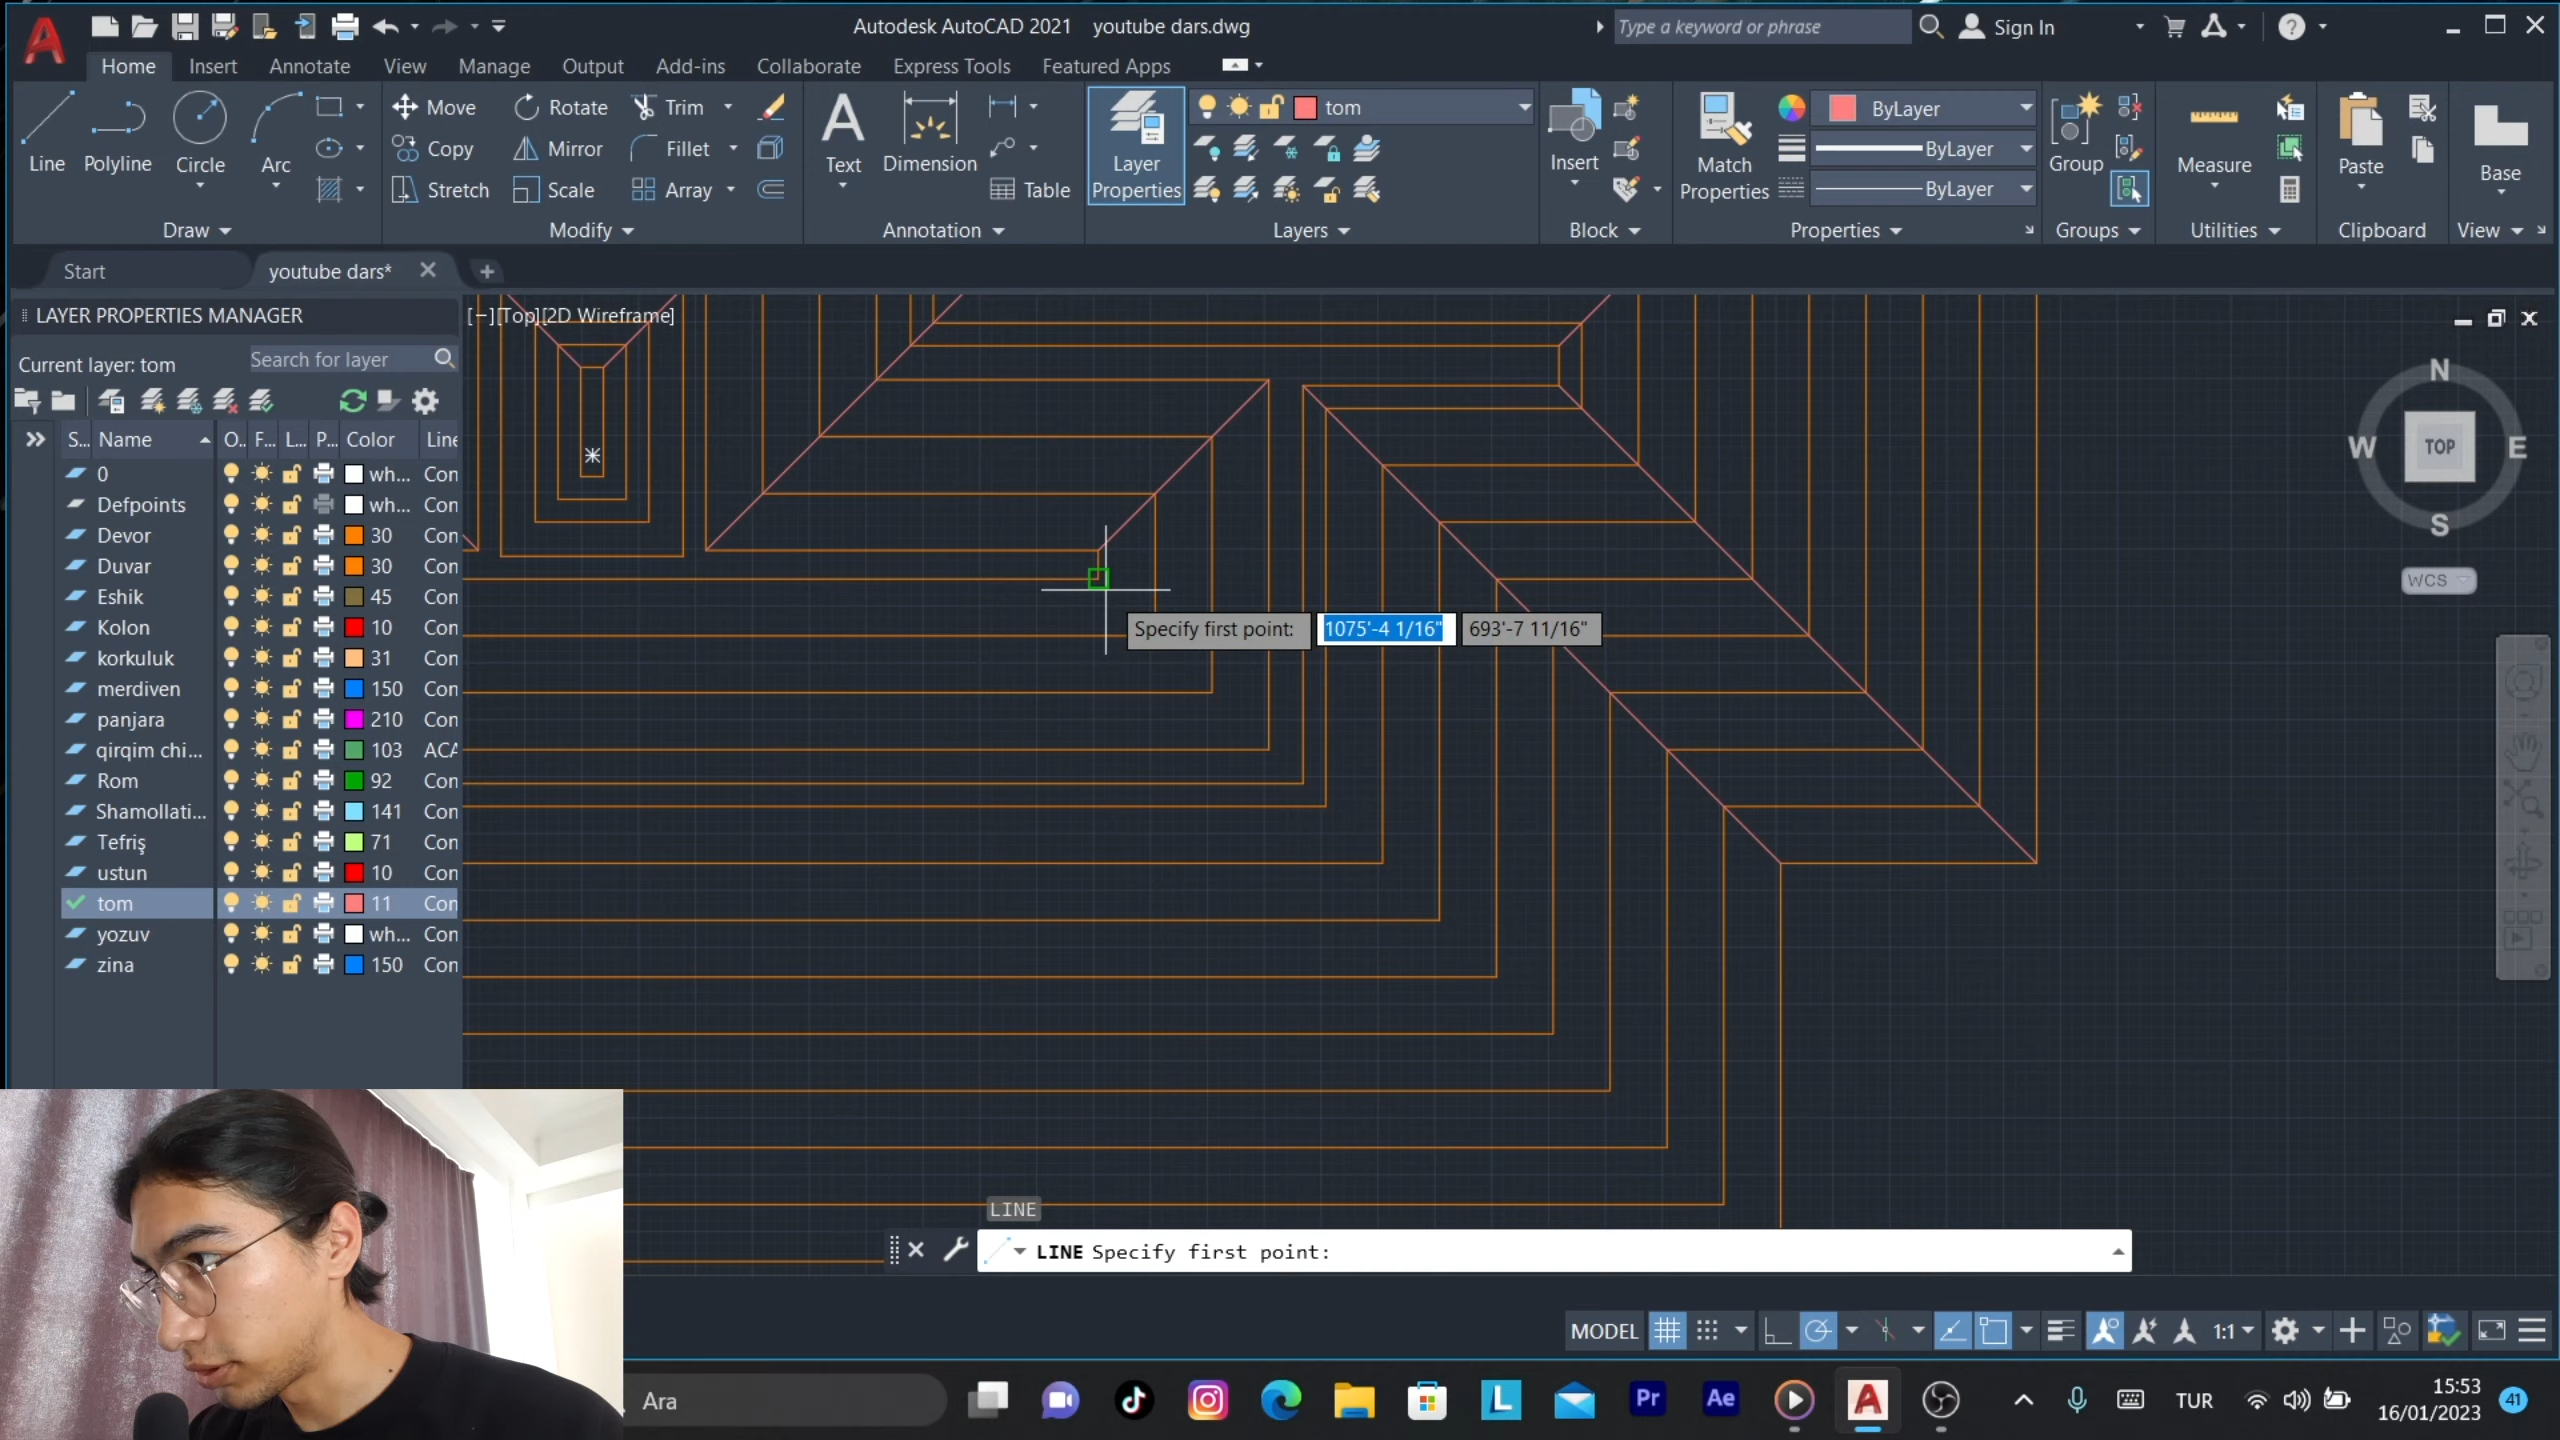 Autodesk AutoCAD 2021 youtube dars.dwg
Type a keyword or phrase
Sign In
Home Insert Annotate View Manage Output Add-ins Collaborate Express Tools Featured Apps
Line Polyline Circle Arc
Move Rotate Trim
Copy Mirror Fillet
Stretch Scale Array
Text Dimension Table
Layer Properties
tom
Insert
Match Properties
ByLayer
ByLayer
ByLayer
Group
Measure
Paste
Base
Draw Modify Annotation Layers Block Properties Groups Utilities Clipboard View
Start youtube dars*
LAYER PROPERTIES MANAGER
[−][Top][2D Wireframe]
Current layer: tom
Search for layer
S... Name O.. F... L... P... Color Line
0 wh... Con
Defpoints wh... Con
Devor 30 Con
Duvar 30 Con
Eshik 45 Con
Kolon 10 Con
korkuluk 31 Con
merdiven 150 Con
panjara 210 Con
qirqim chi... 103 ACA
Rom 92 Con
Shamollati... 141 Con
Tefriş 71 Con
ustun 10 Con
tom 11 Con
yozuv wh... Con
zina 150 Con
N
W TOP E
S
WCS
Specify first point: 1075'-4 1/16" 693'-7 11/16"
LINE
LINE Specify first point:
MODEL 1:1
Ara
L
Pr
Ae
A
TUR
15:53
16/01/2023
41